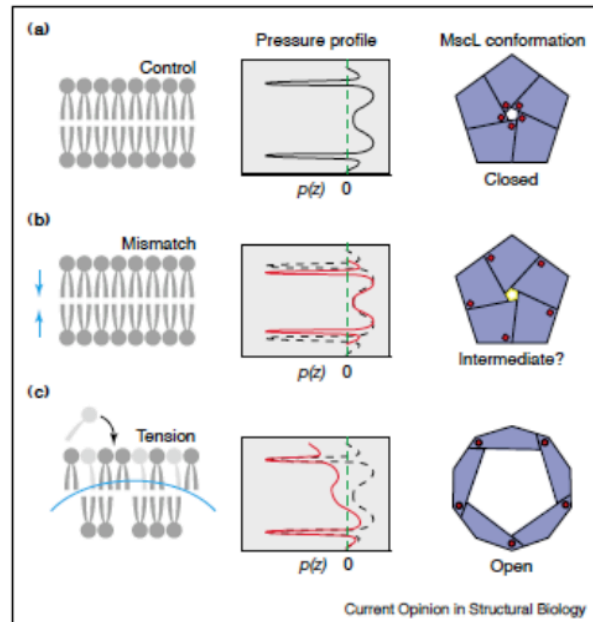 (a)
Pressure profile
MscL conformation
Control
p(z) 0
Closed
(b)
Mismatch
p(z) 0
Intermediate?
(c)
Tension
p(z) 0
Open
Current Opinion in Structural Biology